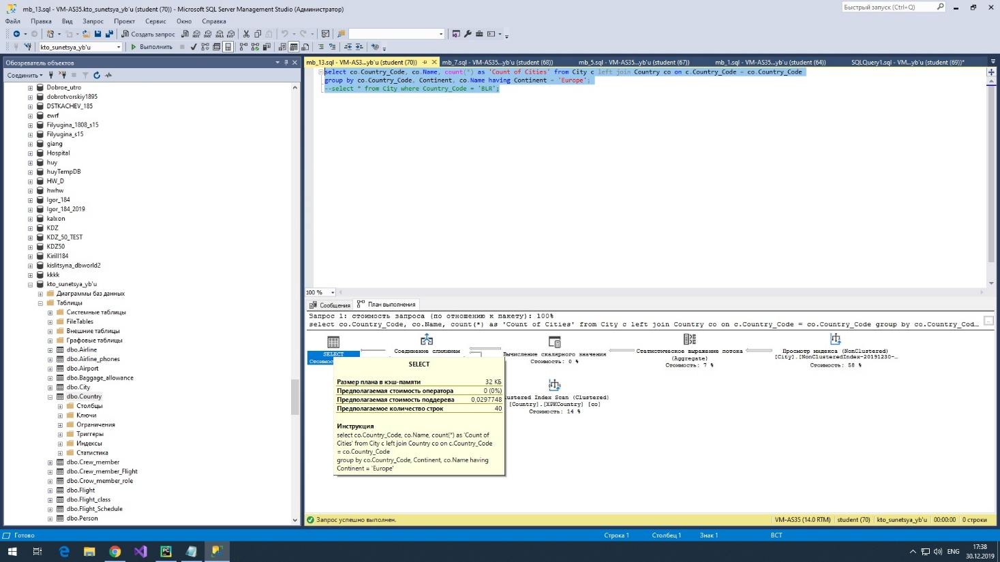 mb_13.sql - VM-AS35.kto_sunetsya_yb'u (student (70)) - Microsoft SQL Server Management Studio (Администратор)
Быстрый запуск (Ctrl+Q)
Файл Правка Вид Запрос Проект Сервис Окно Справка
Создать запрос
kto_sunetsya_yb'u
Выполнить
Обозреватель объектов
Соединить
Dobroe_utro
dobrotvorskiy1895
DSTKACHEV_185
ewrf
Filyugina_1808_s15
Filyugina_s15
giang
Hospital
huy
huyTempDB
HW_D
hwhw
Igor_184
Igor_184_2019
kalxon
KDZ
KDZ_50_TEST
KDZ50
Kirill184
kislitsyna_dbworld2
kkkk
kto_sunetsya_yb'u
Диаграммы баз данных
Таблицы
Системные таблицы
FileTables
Внешние таблицы
Графовые таблицы
dbo.Airline
dbo.Airline_phones
dbo.Airport
dbo.Baggage_allowance
dbo.City
dbo.Country
Столбцы
Ключи
Ограничения
Триггеры
Индексы
Статистика
dbo.Crew_member
dbo.Crew_member_Flight
dbo.Crow_member_role
dbo.Flight
dbo.Flight_class
dbo.Flight_Schedule
dbo.Person
mb_13.sql - VM-AS3...yb'u (student (70)) mb_7.sql - VM-AS35...yb'u (student (68)) mb_5.sql - VM-AS35...yb'u (student (67)) mb_1.sql - VM-AS35...yb'u (student (64)) SQLQuery1.sql - VM...yb'u (student (69))*
select co.Country_Code, co.Name, count(*) as 'Count of Cities' from City c left join Country co on c.Country_Code = co.Country_Code
group by co.Country_Code, Continent, co.Name having Continent = 'Europe';
--select * from City where Country_Code = 'BLR';
100 %
Сообщения План выполнения
Запрос 1: стоимость запроса (по отношению к пакету): 100%
select co.Country_Code, co.Name, count(*) as 'Count of Cities' from City c left join Country co on c.Country_Code = co.Country_Code group by co.Country_Cod…
SELECT
Стоимос
Соединение слиянием
Вычисление скалярного значения
Стоимость: 0 %
Статистическое выражение потока
(Aggregate)
Стоимость: 7 %
Просмотр индекса (NonClustered)
[City].[NonClusteredIndex-20191230-…
Стоимость: 58 %
lustered Index Scan (Clustered)
[Country].[XPKCountry] [co]
Стоимость: 14 %
SELECT
Размер плана в кэш-памяти 32 КБ
Предполагаемая стоимость оператора 0 (0%)
Предполагаемая стоимость поддерева 0,0297748
Предполагаемое количество строк 40
Инструкция
select co.Country_Code, co.Name, count(*) as 'Count of
Cities' from City c left join Country co on c.Country_Code
= co.Country_Code
group by co.Country_Code, Continent, co.Name having
Continent = 'Europe'
Запрос успешно выполнен.
VM-AS35 (14.0 RTM) student (70) kto_sunetsya_yb'u 00:00:00 0 строки
Готово
Строка 1 Столбец 1 Знак 1 ВСТ
ENG
17:38
30.12.2019